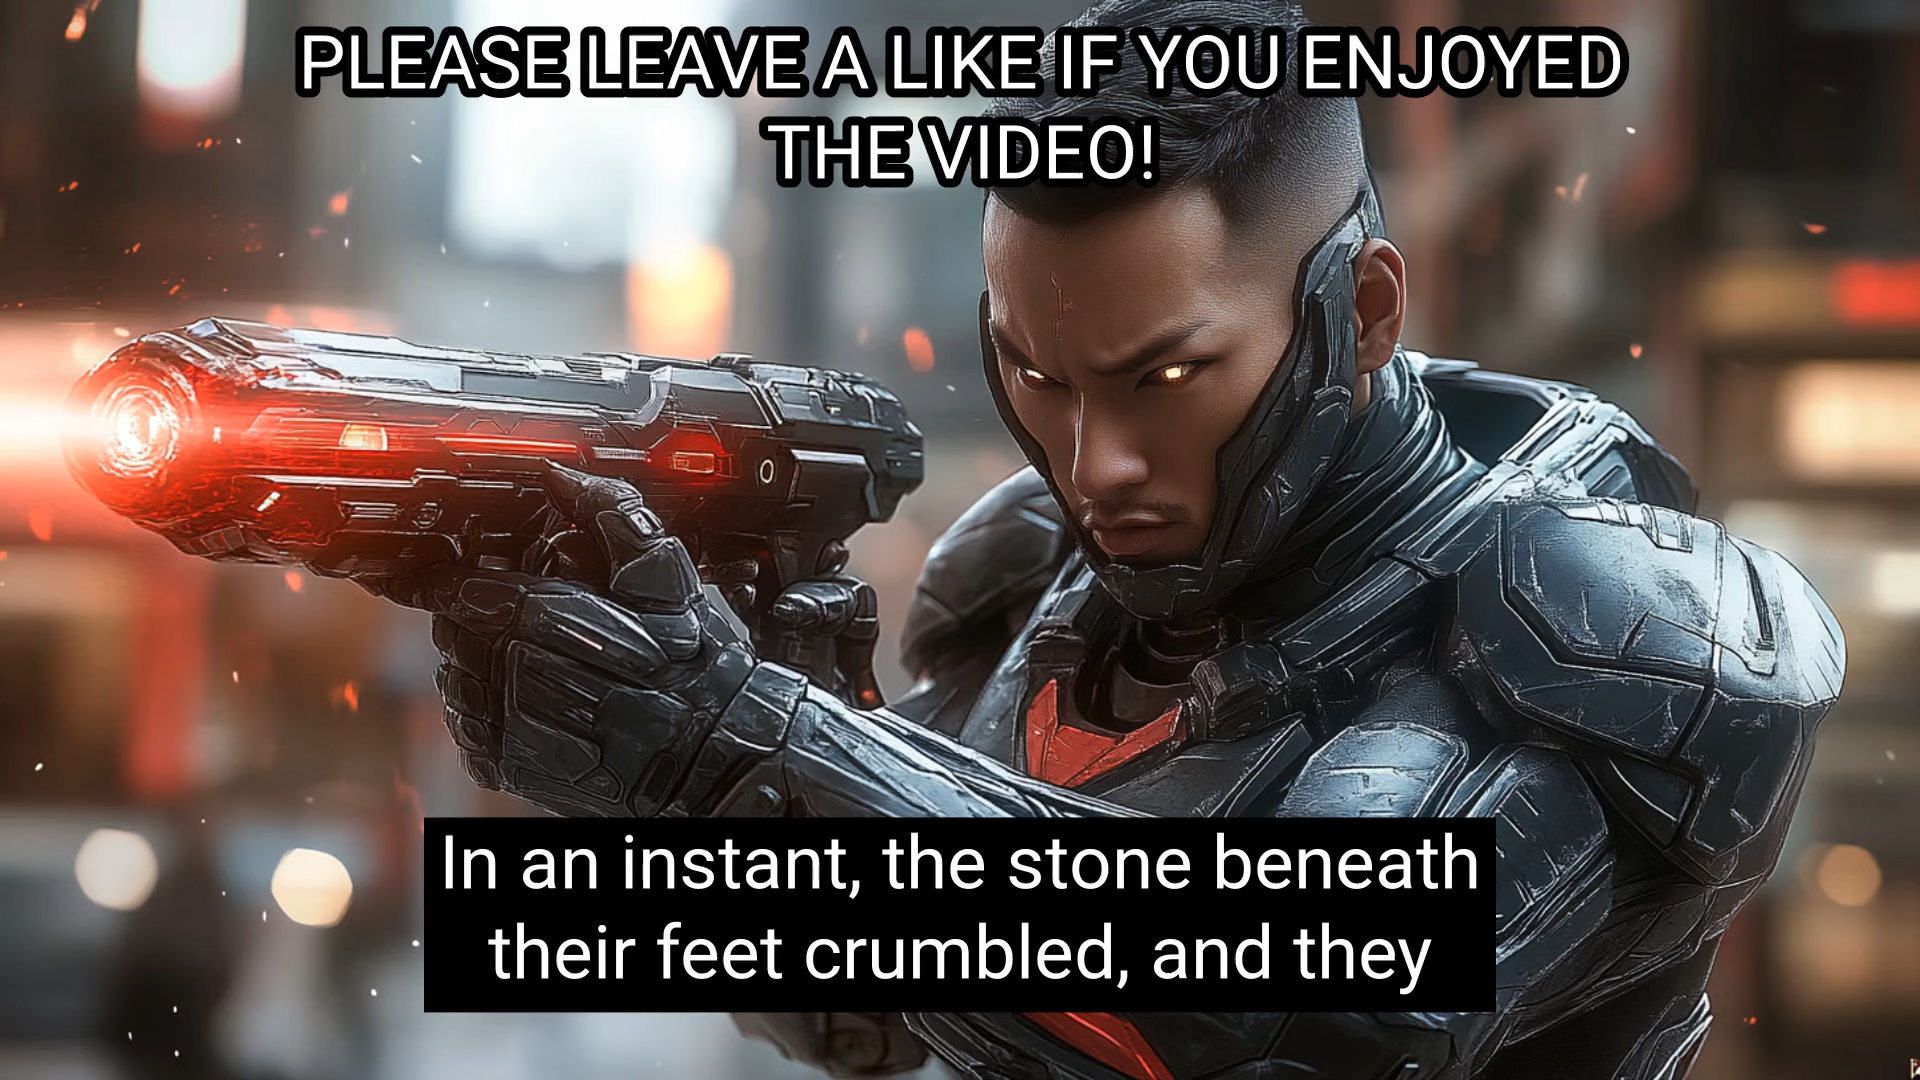 PLEASE LEAVE A LIKE IF YOU ENJOYED
THE VIDEO!
In an instant, the stone beneath
their feet crumbled, and they